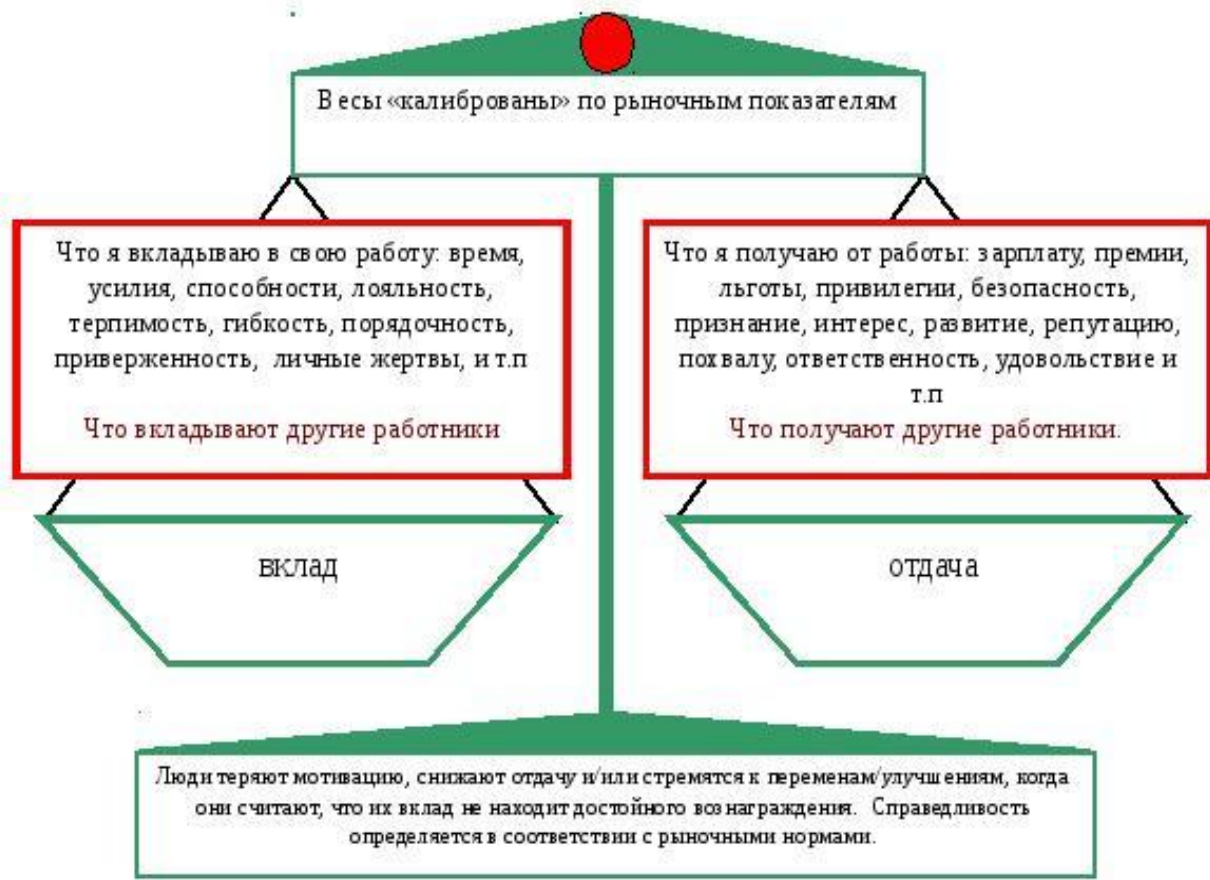 Весы «калиброваны» по рыночным показателям
Что я вкладываю в свою работу: время,
усилия, способности, лояльность,
терпимость, гибкость, порядочность,
приверженность, личные жертвы, и т.п
Что вкладывают другие работники
Что я получаю от работы: зарплату, премии,
льготы, привилегии, безопасность,
признание, интерес, развитие, репутацию,
похвалу, ответственность, удовольствие и
т.п
Что получают другие работники.
вклад
отдача
Люди теряют мотивацию, снижают отдачу и/или стремятся к переменам/улучшениям, когда
они считают, что их вклад не находит достойного вознаграждения. Справедливость
определяется в соответствии с рыночными нормами.